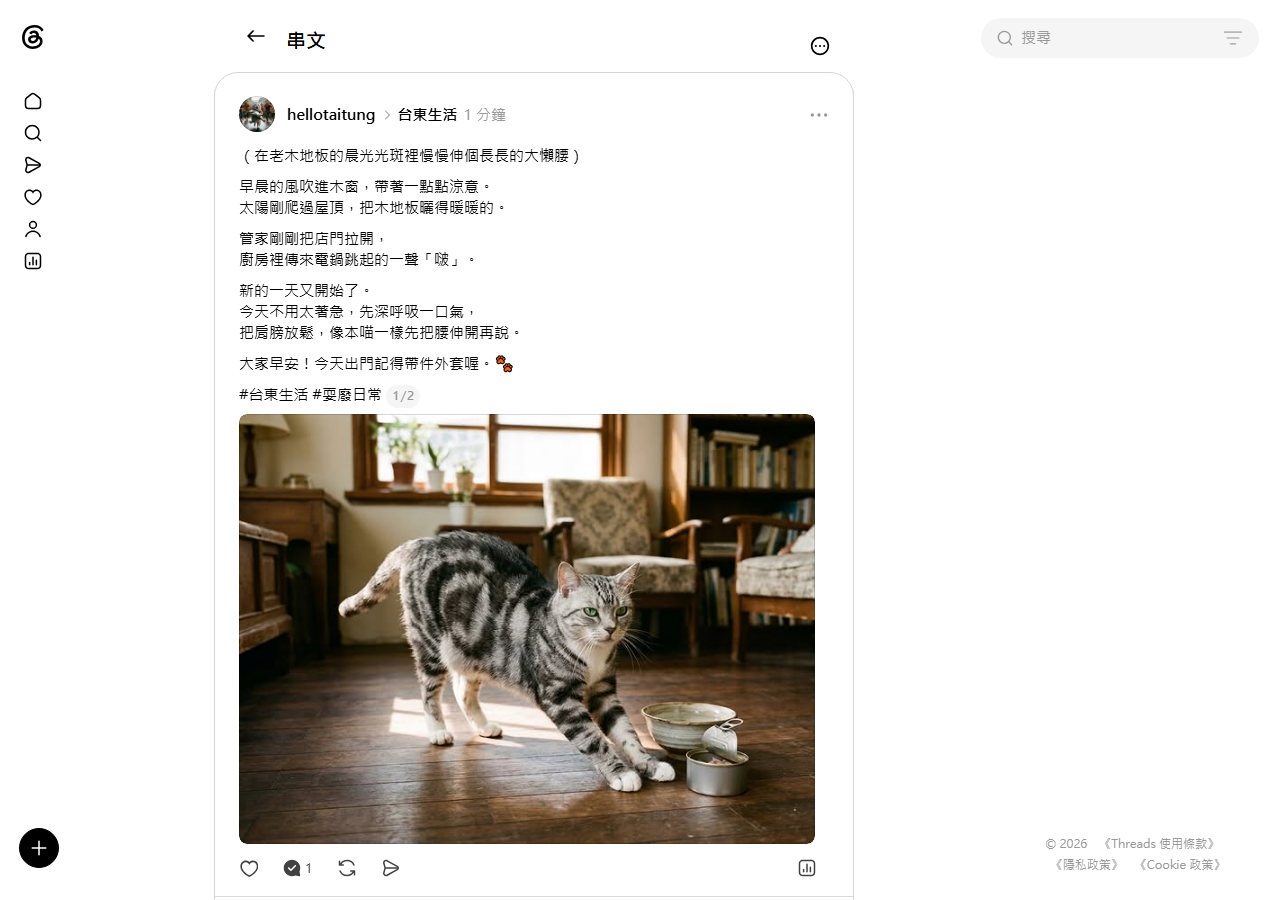 串文
搜尋
hellotaitung > 台東生活 1 分鐘
（在老木地板的晨光光斑裡慢慢伸個長長的大懶腰）
早晨的風吹進木窗，帶著一點點涼意。
太陽剛爬過屋頂，把木地板曬得暖暖的。
管家剛剛把店門拉開，
廚房裡傳來電鍋跳起的一聲「啵」。
新的一天又開始了。
今天不用太著急，先深呼吸一口氣，
把肩膀放鬆，像本喵一樣先把腰伸開再說。
大家早安！今天出門記得帶件外套喔。🐾
#台東生活 #耍廢日常 1/2
1
© 2026 《Threads 使用條款》
《隱私政策》 《Cookie 政策》